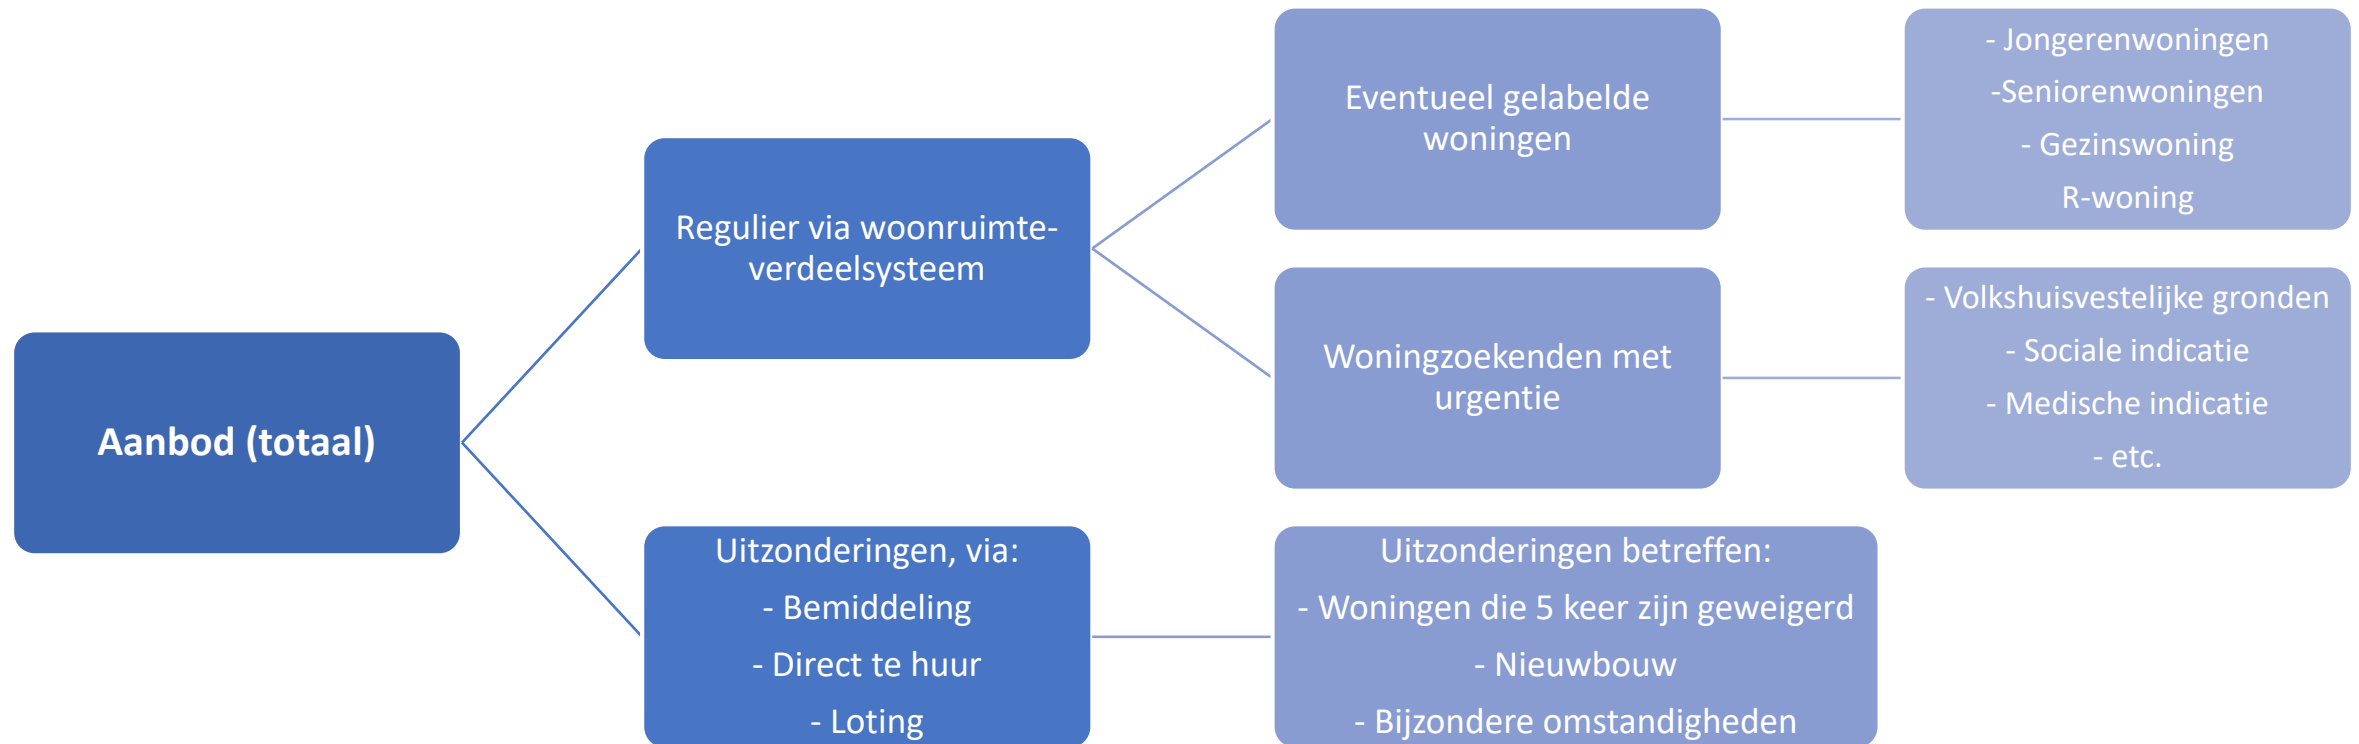 Aanbod (totaal)
Regulier via woonruimte-
verdeelsysteem
Eventueel gelabelde
woningen
- Jongerenwoningen
-Seniorenwoningen
- Gezinswoning
R-woning
Woningzoekenden met
urgentie
- Volkshuisvestelijke gronden
- Sociale indicatie
- Medische indicatie
- etc.
Uitzonderingen, via:
- Bemiddeling
- Direct te huur
- Loting
Uitzonderingen betreffen:
- Woningen die 5 keer zijn geweigerd
- Nieuwbouw
- Bijzondere omstandigheden